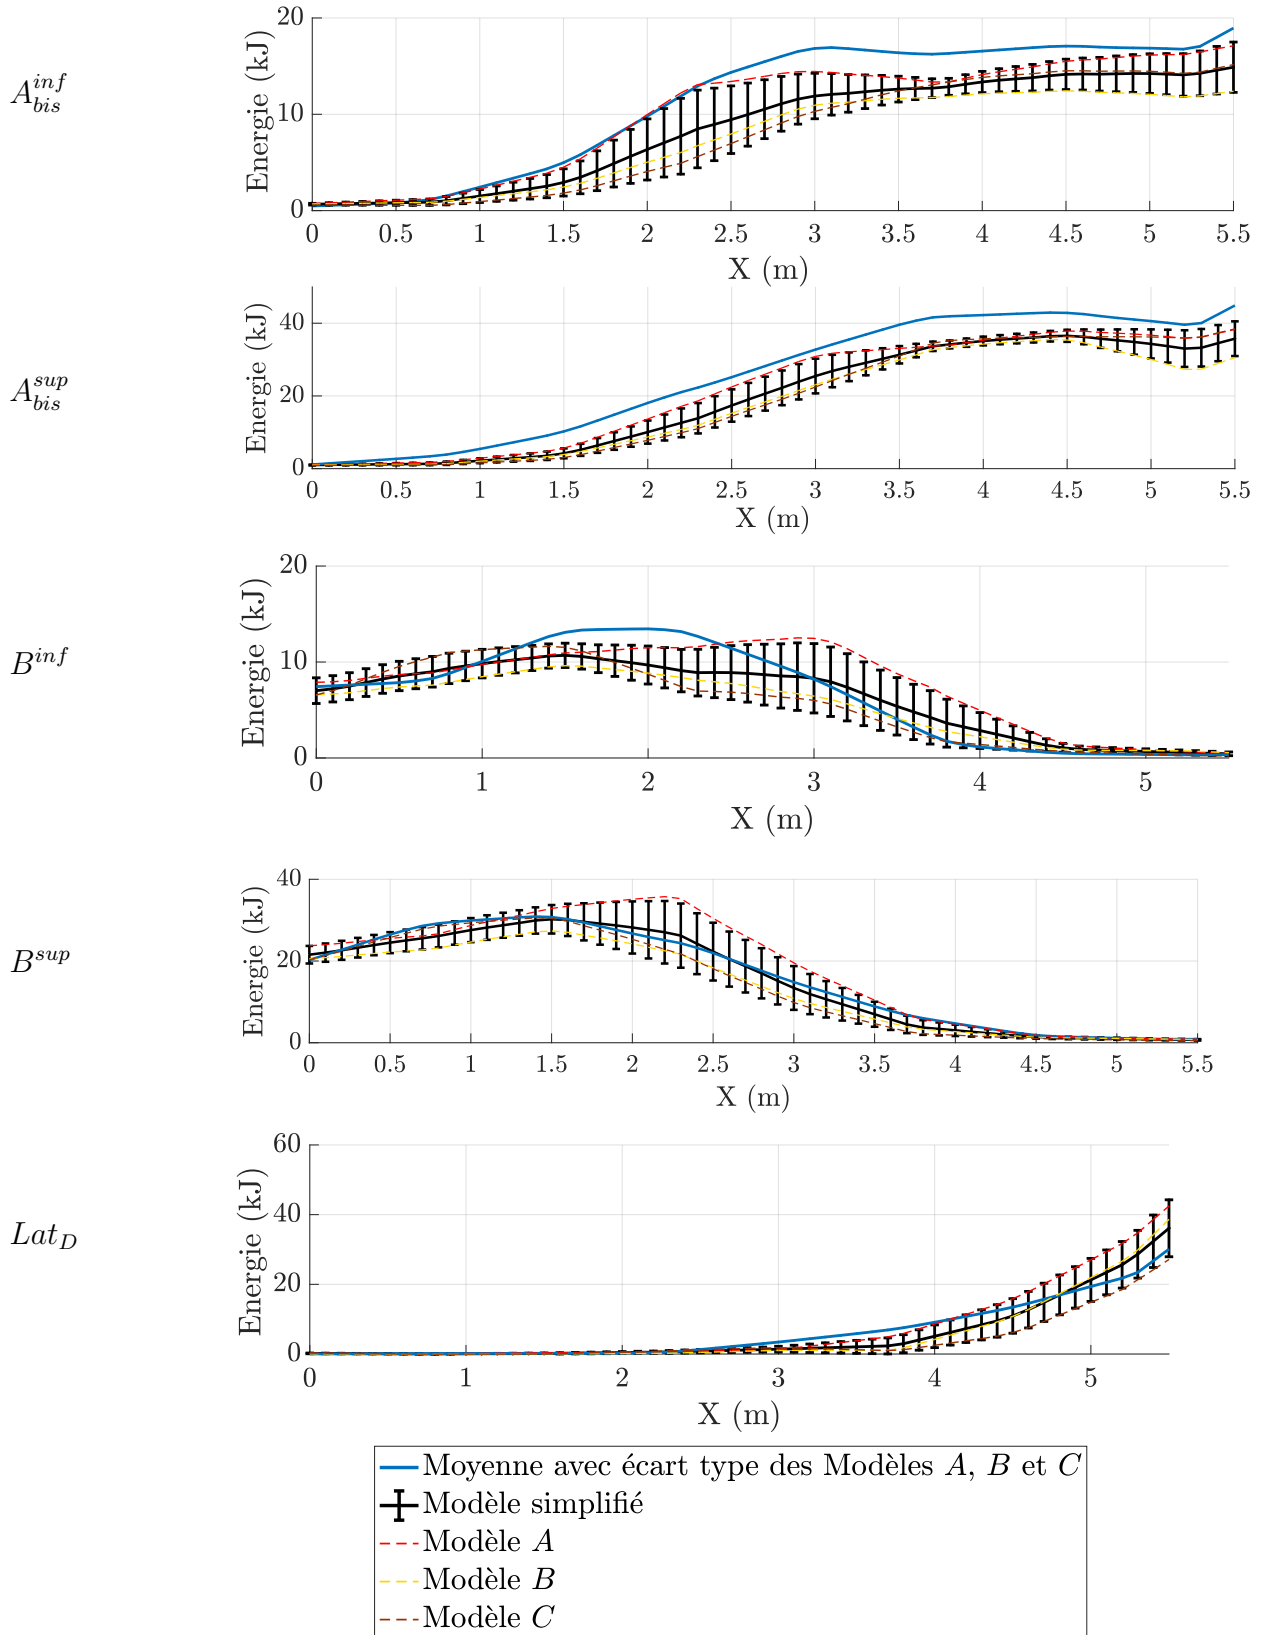 A_{bis}^{inf}
Energie (kJ)
20
10
0
0 0.5 1 1.5 2 2.5 3 3.5 4 4.5 5 5.5
X (m)
A_{bis}^{sup}
Energie (kJ)
40
20
0
0 0.5 1 1.5 2 2.5 3 3.5 4 4.5 5 5.5
X (m)
B^{inf}
Energie (kJ)
20
10
0
0 1 2 3 4 5
X (m)
B^{sup}
Energie (kJ)
40
20
0
0 0.5 1 1.5 2 2.5 3 3.5 4 4.5 5 5.5
X (m)
Lat_D
Energie (kJ)
60
40
20
0
0 1 2 3 4 5
X (m)
Moyenne avec écart type des Modèles A, B et C
Modèle simplifié
Modèle A
Modèle B
Modèle C